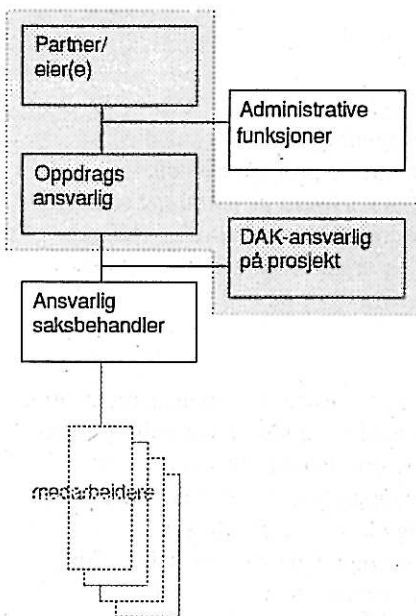 Partner/
eier(e)
Administrative
funksjoner
Oppdrags
ansvarlig
DAK-ansvarlig
på prosjekt
Ansvarlig
saksbehandler
medarbeidere